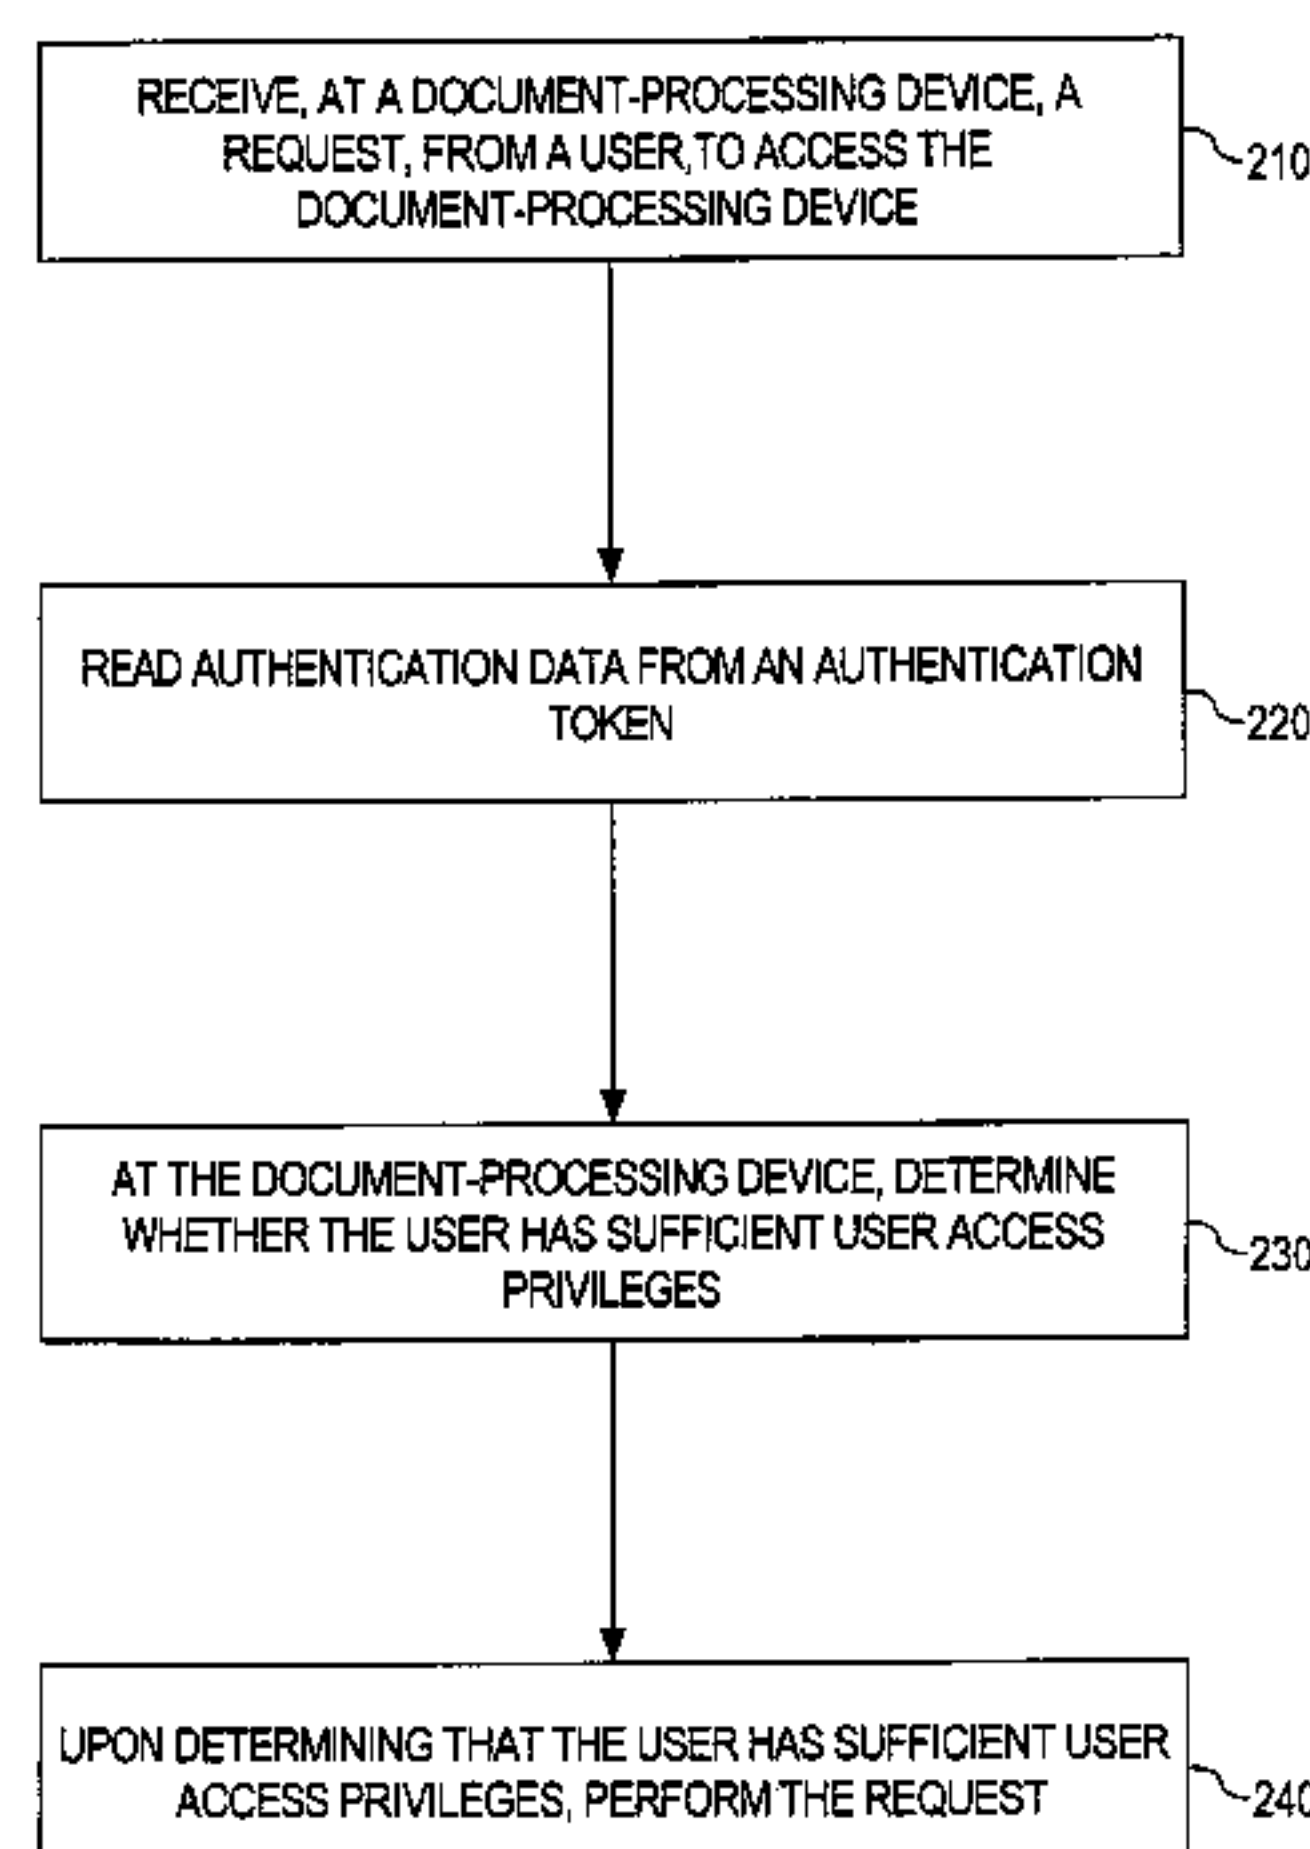 RECEIVE, AT A DOCUMENT-PROCESSING DEVICE, A
REQUEST, FROM A USER, TO ACCESS THE
DOCUMENT-PROCESSING DEVICE
210
READ AUTHENTICATION DATA FROM AN AUTHENTICATION
TOKEN
220
AT THE DOCUMENT-PROCESSING DEVICE, DETERMINE
WHETHER THE USER HAS SUFFICIENT USER ACCESS
PRIVILEGES
230
UPON DETERMINING THAT THE USER HAS SUFFICIENT USER
ACCESS PRIVILEGES, PERFORM THE REQUEST
240